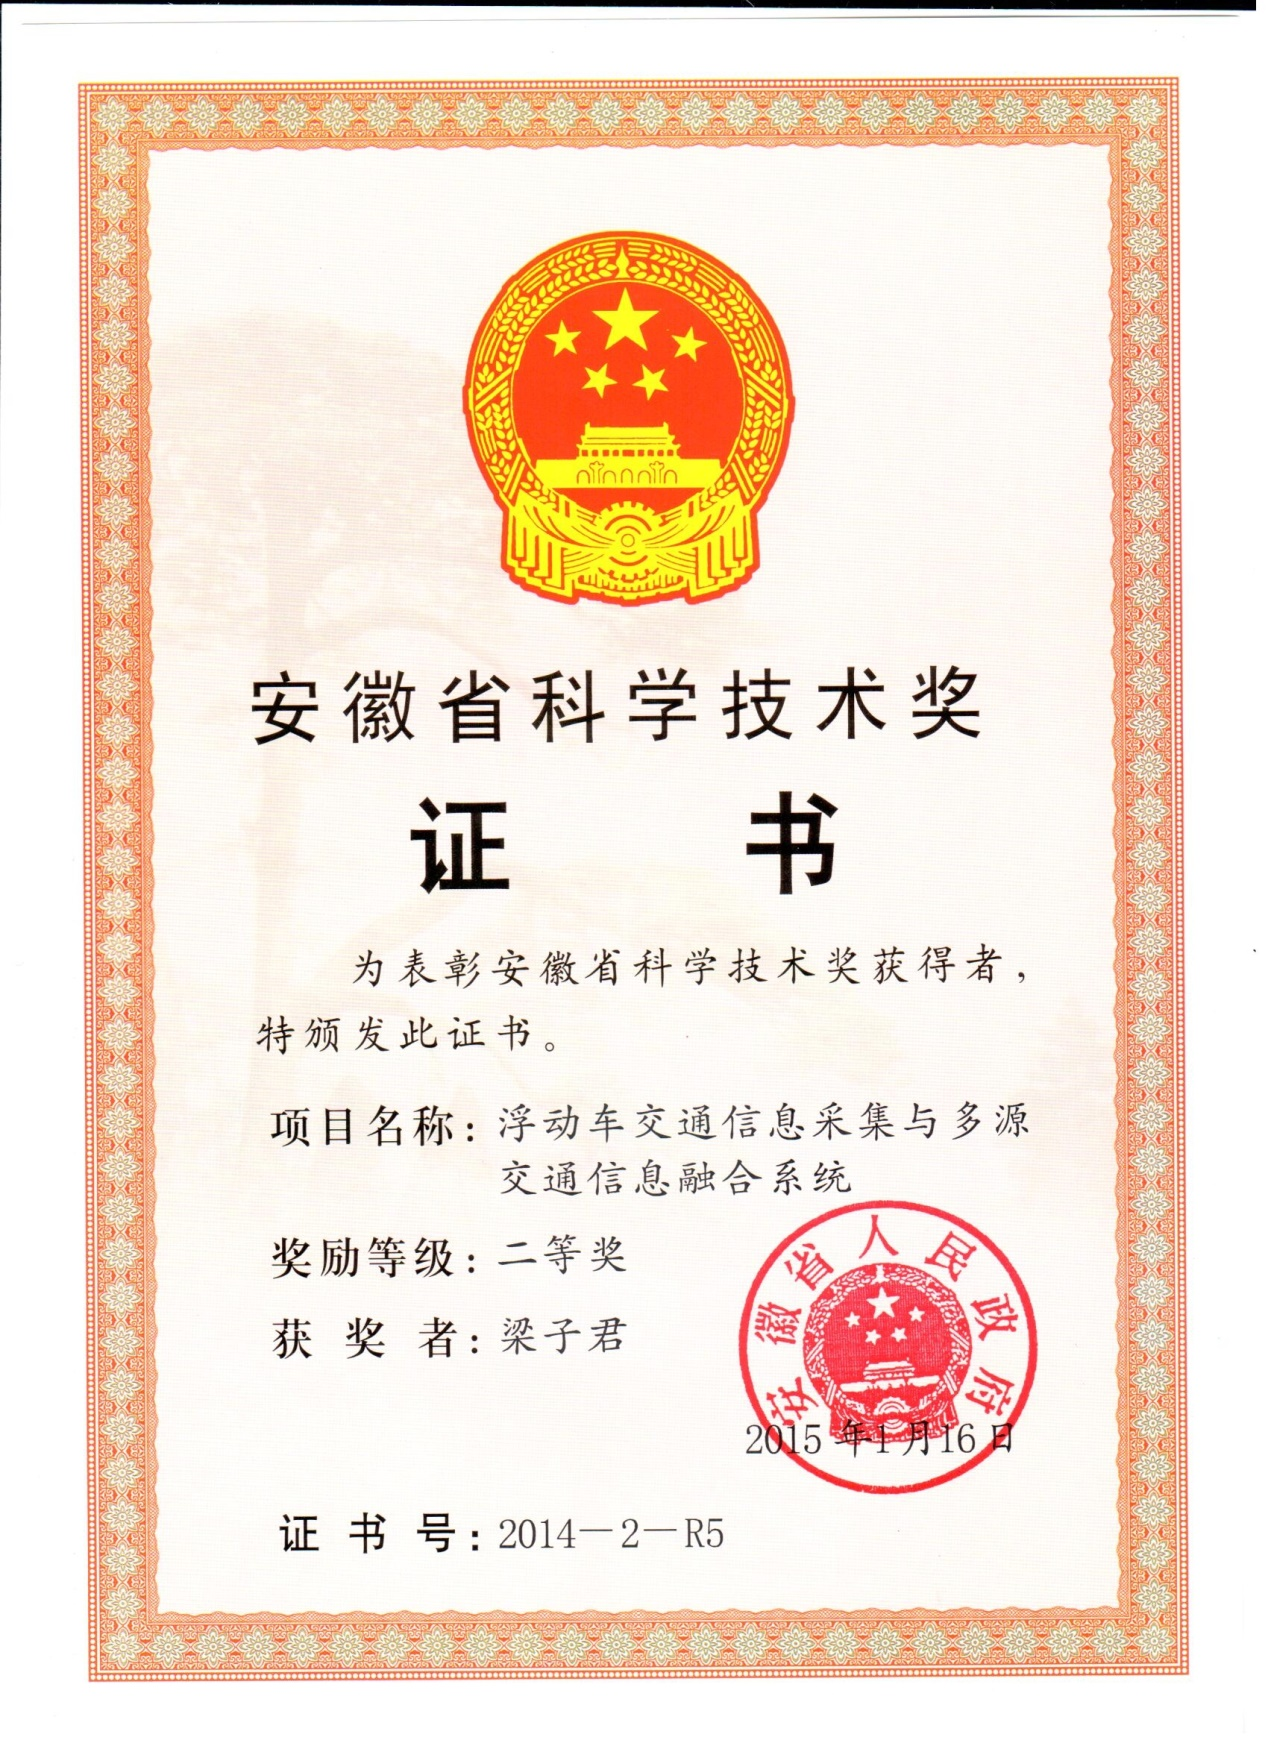 安徽省科学技术奖
证 书
为表彰安徽省科学技术奖获得者，
特颁发此证书。
项目名称：浮动车交通信息采集与多源
交通信息融合系统
奖励等级：二等奖
获 奖 者：梁子君
安徽省人民政府
2015 年1月16日
证 书 号：2014－2－R5